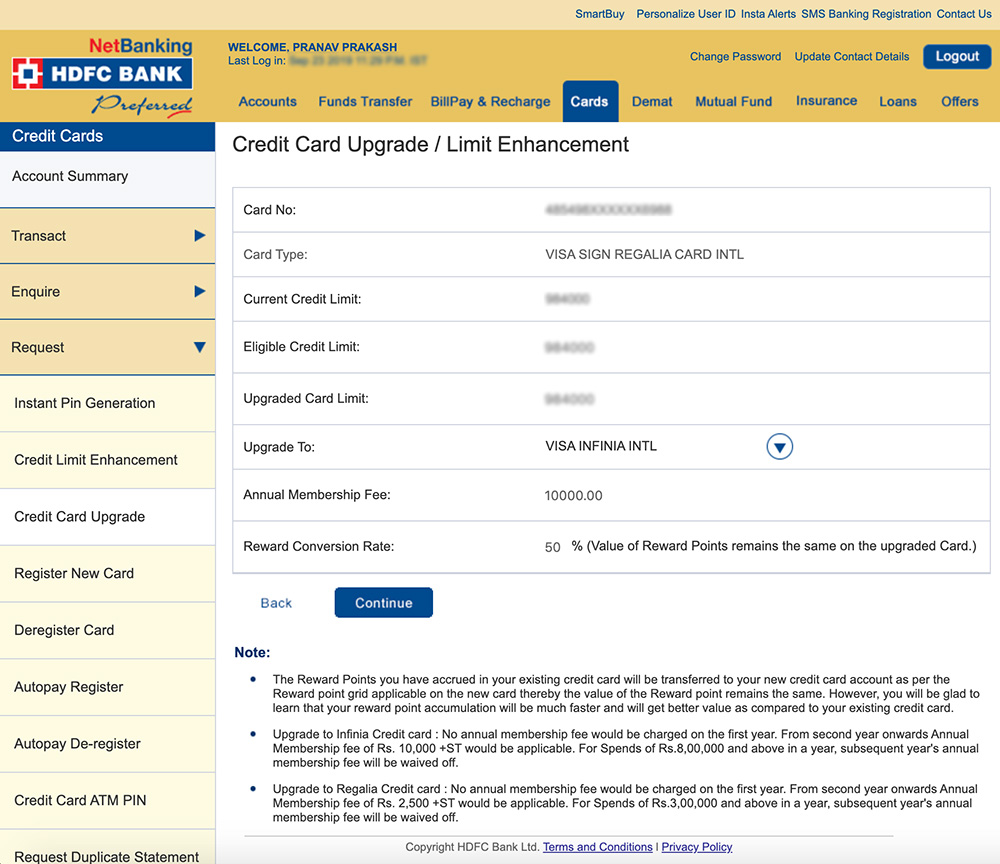 SmartBuy Personalize User ID Insta Alerts SMS Banking Registration Contact Us
NetBanking
HDFC BANK
Preferred
WELCOME, PRANAV PRAKASH
Last Log in:
Change Password Update Contact Details Logout
Accounts Funds Transfer BillPay & Recharge Cards Demat Mutual Fund Insurance Loans Offers
Credit Cards
Account Summary
Transact
Enquire
Request
Instant Pin Generation
Credit Limit Enhancement
Credit Card Upgrade
Register New Card
Deregister Card
Autopay Register
Autopay De-register
Credit Card ATM PIN
Request Duplicate Statement
Credit Card Upgrade / Limit Enhancement
Card No:
Card Type: VISA SIGN REGALIA CARD INTL
Current Credit Limit:
Eligible Credit Limit:
Upgraded Card Limit:
Upgrade To: VISA INFINIA INTL
Annual Membership Fee: 10000.00
Reward Conversion Rate: 50 % (Value of Reward Points remains the same on the upgraded Card.)
Back Continue
Note:
The Reward Points you have accrued in your existing credit card will be transferred to your new credit card account as per the
Reward point grid applicable on the new card thereby the value of the Reward point remains the same. However, you will be glad to
learn that your reward point accumulation will be much faster and will get better value as compared to your existing credit card.
Upgrade to Infinia Credit card : No annual membership fee would be charged on the first year. From second year onwards Annual
Membership fee of Rs. 10,000 +ST would be applicable. For Spends of Rs.8,00,000 and above in a year, subsequent year's annual
membership fee will be waived off.
Upgrade to Regalia Credit card : No annual membership fee would be charged on the first year. From second year onwards Annual
Membership fee of Rs. 2,500 +ST would be applicable. For Spends of Rs.3,00,000 and above in a year, subsequent year's annual
membership fee will be waived off.
Copyright HDFC Bank Ltd. Terms and Conditions | Privacy Policy